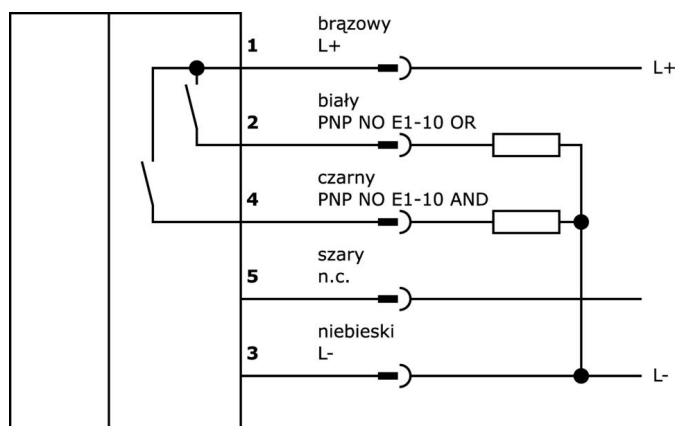 brązowy
1 L+
L+
biały
2 PNP NO E1-10 OR
czarny
4 PNP NO E1-10 AND
szary
5 n.c.
niebieski
3 L-
L-